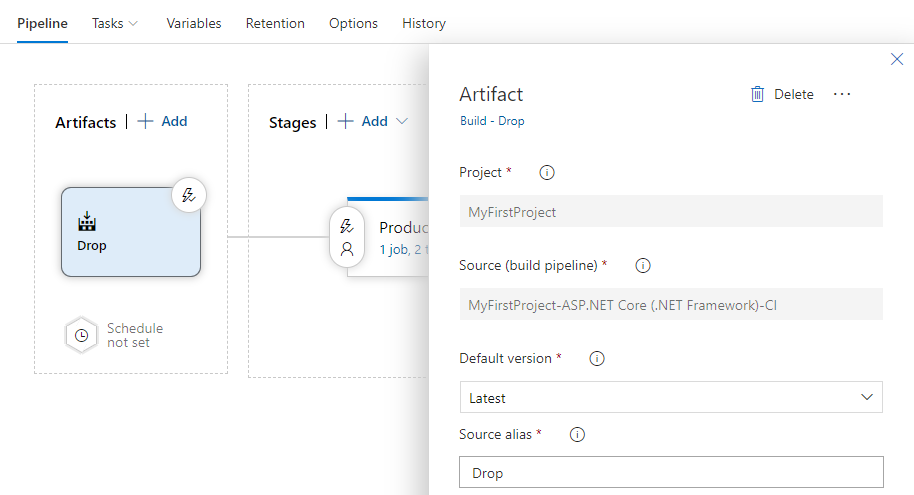 Pipeline Tasks Variables Retention Options History
Artifacts | + Add
Stages | + Add
Drop
Schedule
not set
Produc
1 job, 2 t
Artifact
Delete ...
Build - Drop
Project *
MyFirstProject
Source (build pipeline) *
MyFirstProject-ASP.NET Core (.NET Framework)-CI
Default version *
Latest
Source alias *
Drop